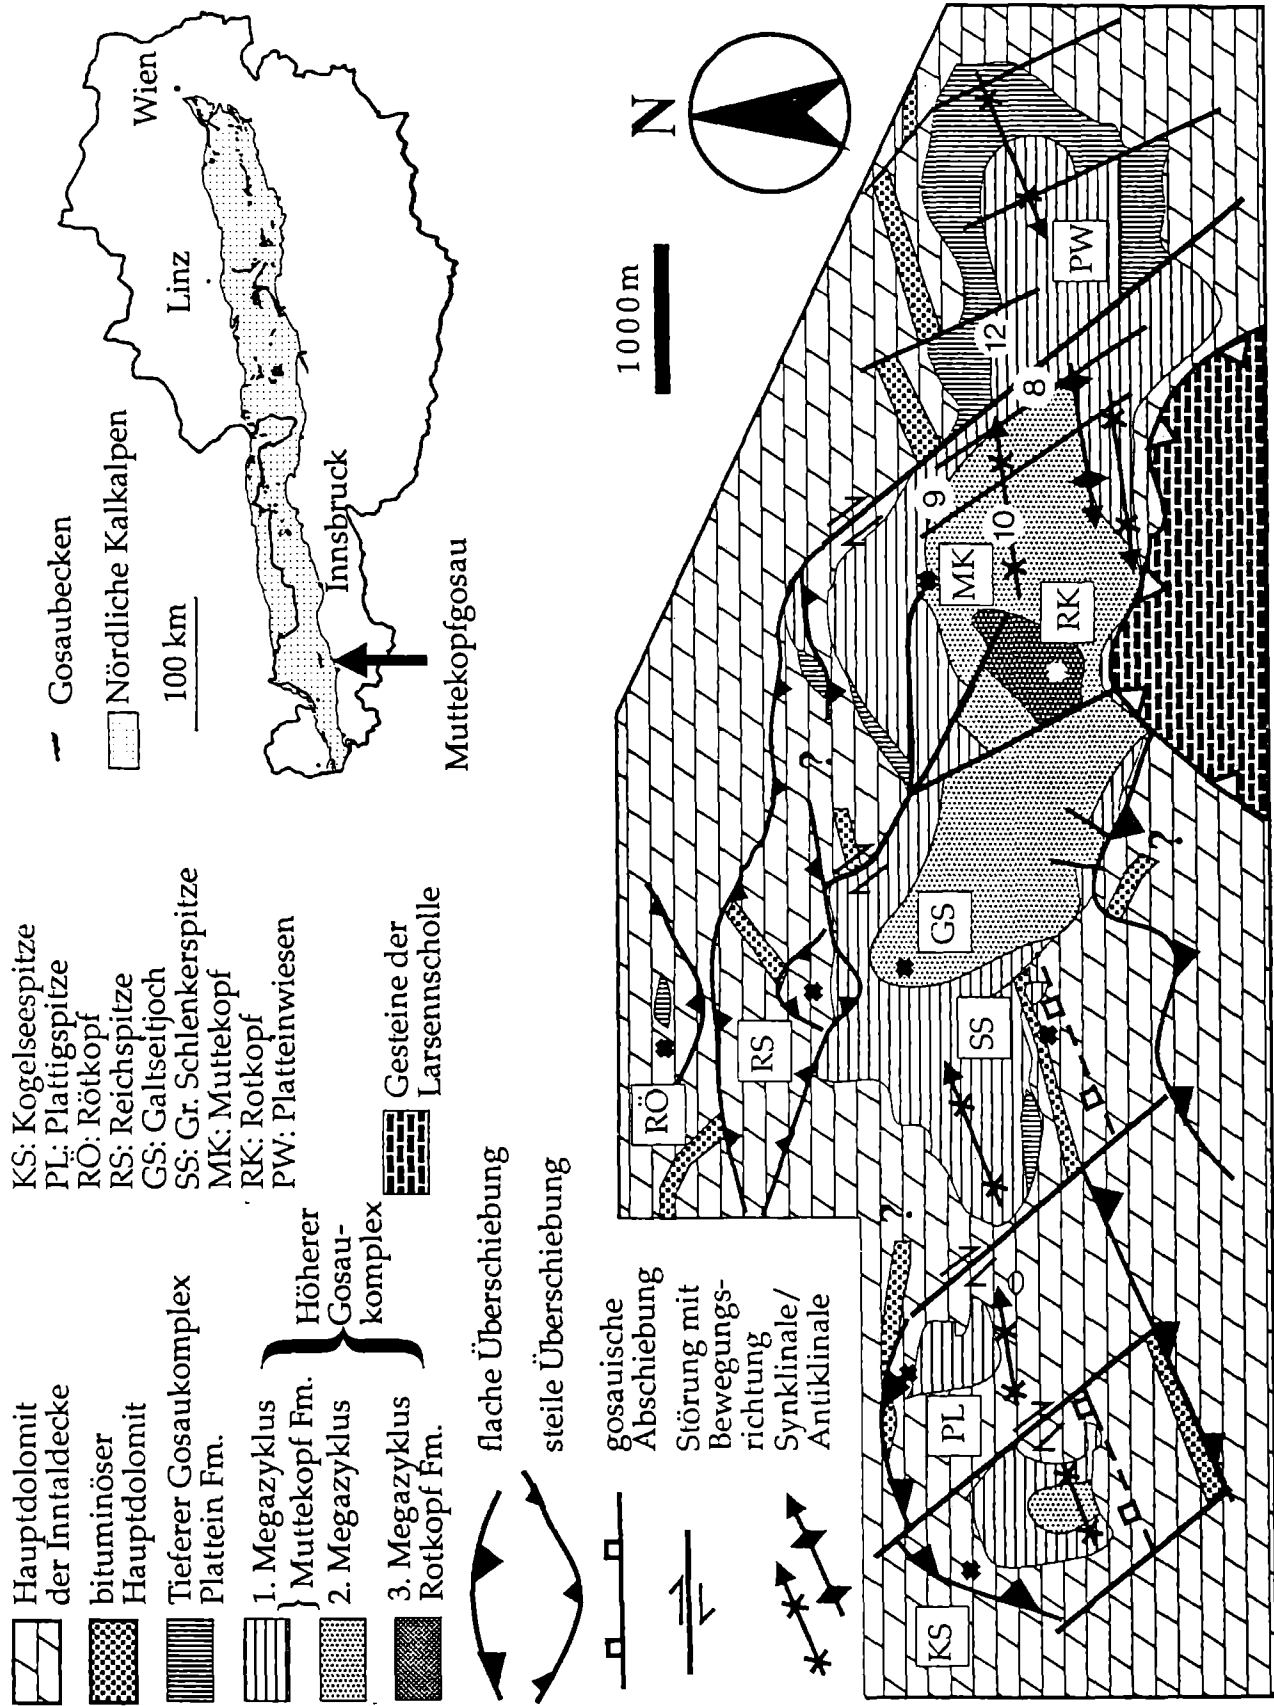 Hauptdolomit
der Inntaldecke
bituminöser
Hauptdolomit
Tieferer Gosaukomplex
Plattein Fm.
1. Megazyklus
} Muttekopf Fm.
2. Megazyklus
3. Megazyklus
Rotkopf Fm.
Höherer
Gosau-
komplex
flache Überschiebung
steile Überschiebung
gosauische
Abschiebung
Störung mit
Bewegungs-
richtung
Synklinale/
Antiklinale
KS: Kogelseespitze
PL: Plattigspitze
RÖ: Rötkopf
RS: Reichspitze
GS: Galtseitjoch
SS: Gr. Schlenkerspitze
MK: Muttekopf
RK: Rotkopf
PW: Platteinwiesen
Gesteine der
Larsennscholle
Gosaubecken
Nördliche Kalkalpen
100 km
Wien
Linz
Innsbruck
Muttekopfgosau
1000m
N
RÖ
RS
?
?
GS
SS
?
MK
RK
PW
9
10
8
12
PL
KS